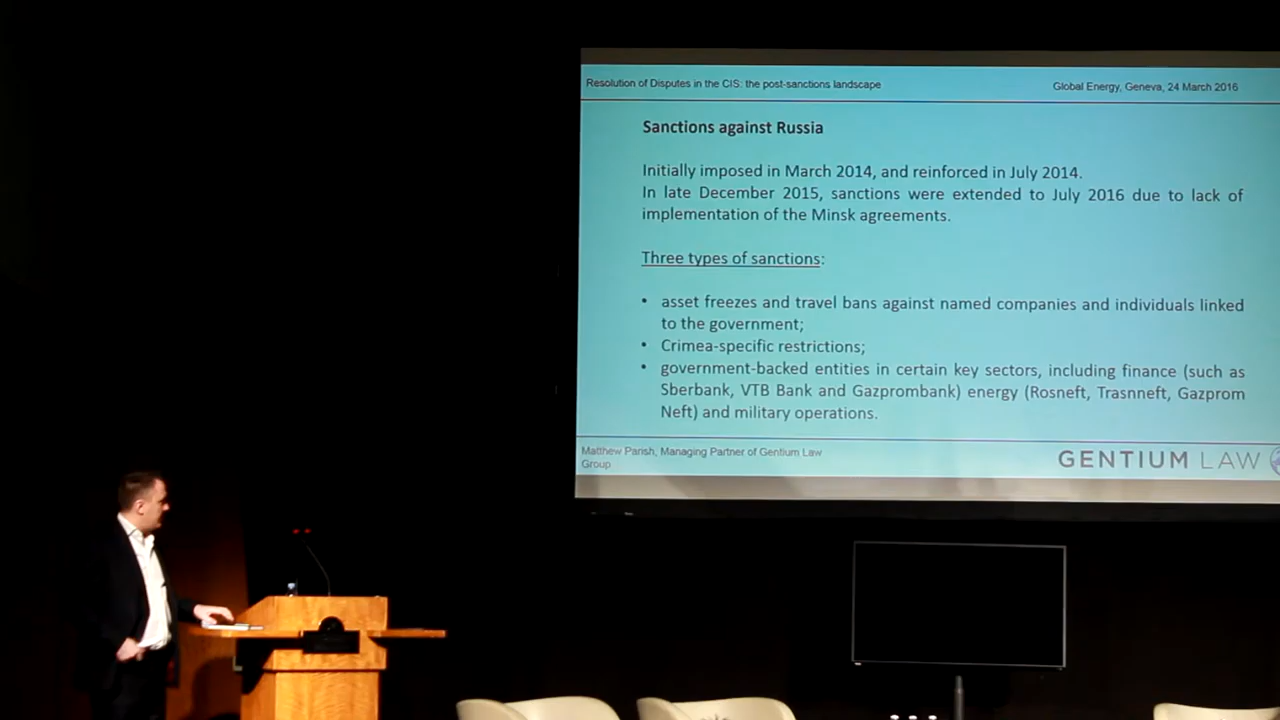 Resolution of Disputes in the CIS: the post-sanctions landscape
Global Energy, Geneva, 24 March 2016
Sanctions against Russia
Initially imposed in March 2014, and reinforced in July 2014.
In late December 2015, sanctions were extended to July 2016 due to lack of
implementation of the Minsk agreements.
Three types of sanctions:
• asset freezes and travel bans against named companies and individuals linked
to the government;
• Crimea-specific restrictions;
• government-backed entities in certain key sectors, including finance (such as
Sberbank, VTB Bank and Gazprombank) energy (Rosneft, Trasnneft, Gazprom
Neft) and military operations.
Matthew Parish, Managing Partner of Gentium Law
Group
GENTIUM LAW